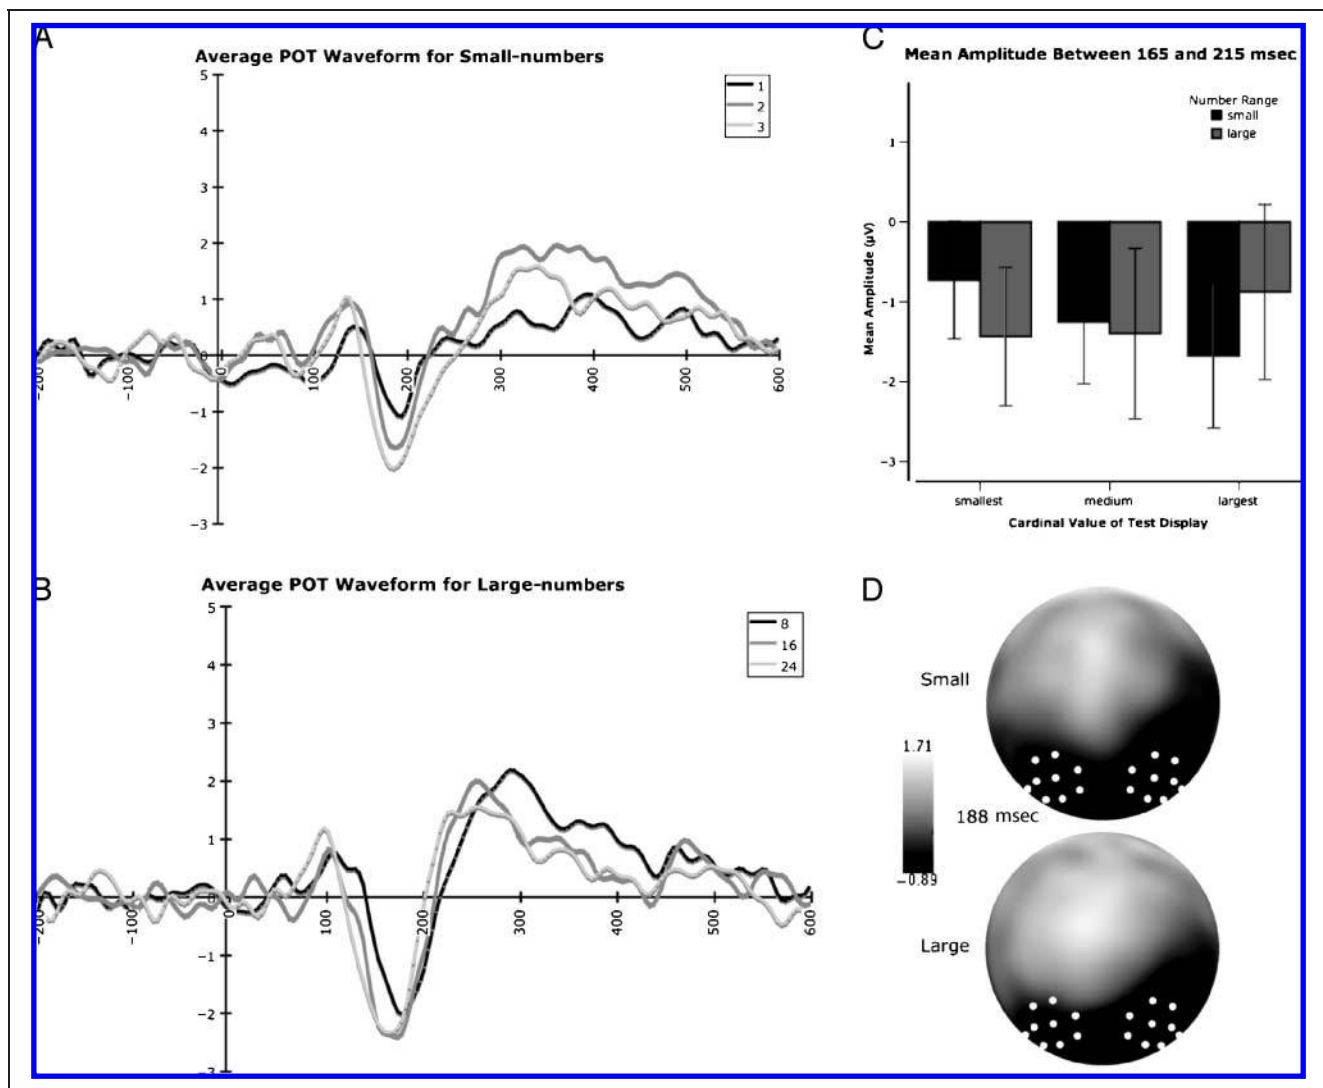 A
Average POT Waveform for Small-numbers
5
4
3
2
1
0
−1
−2
−3
-200
-100
0
100
200
300
400
500
600
1
2
3
B
Average POT Waveform for Large-numbers
5
4
3
2
1
0
−1
−2
−3
-200
-100
0
100
200
300
400
500
600
8
16
24
C
Mean Amplitude Between 165 and 215 msec
Number Range
small
large
Mean Amplitude (µV)
1
0
−1
−2
−3
smallest
medium
largest
Cardinal Value of Test Display
D
Small
1.71
188 msec
−0.89
Large